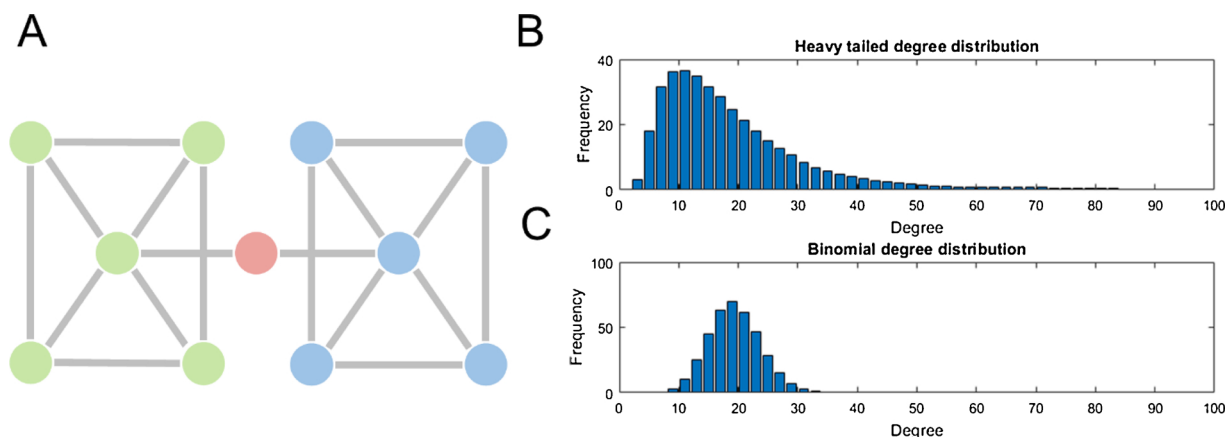 A
B
Heavy tailed degree distribution
Frequency
40
20
0
0 10 20 30 40 50 60 70 80 90 100
Degree
C
Binomial degree distribution
Frequency
100
50
0
0 10 20 30 40 50 60 70 80 90 100
Degree